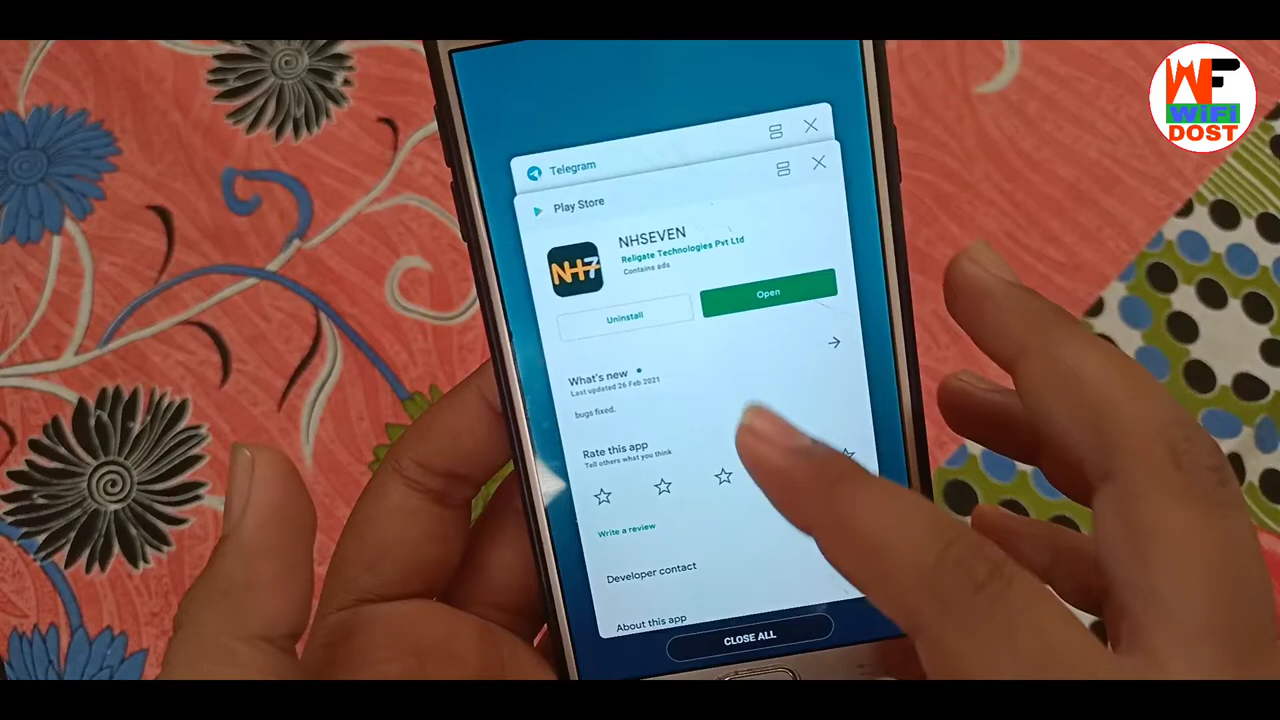 WF
WiFi
DOST
Telegram
Play Store
NH7
NHSEVEN
Religate Technologies Pvt Ltd
Contains ads
Uninstall
Open
What's new
Last updated 26 Feb 2021
bugs fixed.
Rate this app
Tell others what you think
Write a review
Developer contact
About this app
CLOSE ALL